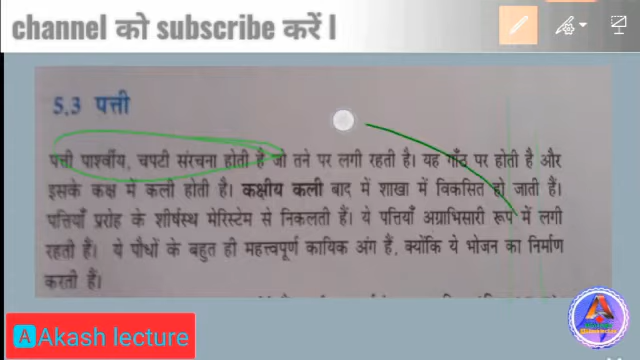 channel को subscribe करें l
5.3 पत्ती
पत्ती पार्श्वीय, चपटी संरचना होती है जो तने पर लगी रहती है। यह गाँठ पर होती है और
इसके कक्ष में कली होती है। कक्षीय कली बाद में शाखा में विकसित हो जाती हैं।
पत्तियाँ प्ररोह के शीर्षस्थ मेरिस्टेम से निकलती हैं। ये पत्तियाँ अग्राभिसारी रूप में लगी
रहती हैं। ये पौधों के बहुत ही महत्त्वपूर्ण कायिक अंग हैं, क्योंकि ये भोजन का निर्माण
करती हैं।
A Akash lecture